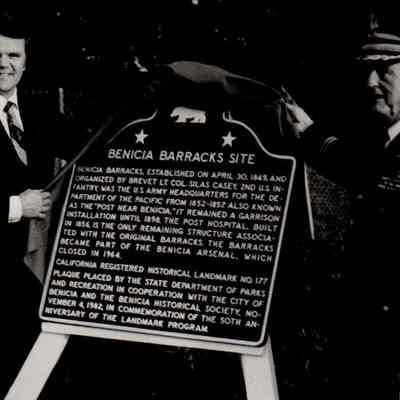 BENICIA BARRACKS SITE
BENICIA BARRACKS, ESTABLISHED ON APRIL 30, 1849, AND
ORGANIZED BY BREVET LT. COL. SILAS CASEY, 2ND U.S. IN-
FANTRY, WAS THE U.S. ARMY HEADQUARTERS FOR THE DE-
PARTMENT OF THE PACIFIC FROM 1852-1857. ALSO KNOWN
AS THE "POST NEAR BENICIA," IT REMAINED A GARRISON
INSTALLATION UNTIL 1898. THE POST HOSPITAL, BUILT
IN 1856, IS THE ONLY REMAINING STRUCTURE ASSOCIA-
TED WITH THE ORIGINAL BARRACKS. THE BARRACKS
BECAME PART OF THE BENICIA ARSENAL, WHICH
CLOSED IN 1964.
CALIFORNIA REGISTERED HISTORICAL LANDMARK NO. 177
PLAQUE PLACED BY THE STATE DEPARTMENT OF PARKS
AND RECREATION IN COOPERATION WITH THE CITY OF
BENICIA AND THE BENICIA HISTORICAL SOCIETY, NO-
VEMBER 4, 1982, IN COMMEMORATION OF THE 50TH AN-
NIVERSARY OF THE LANDMARK PROGRAM.